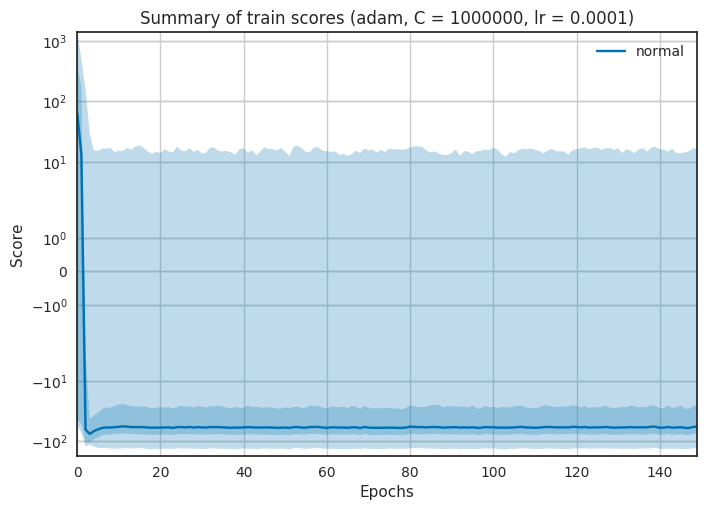 Summary of train scores (adam, C = 1000000, lr = 0.0001)
normal
Score
10³
10²
10¹
10⁰
0
−10⁰
−10¹
−10²
0 20 40 60 80 100 120 140
Epochs